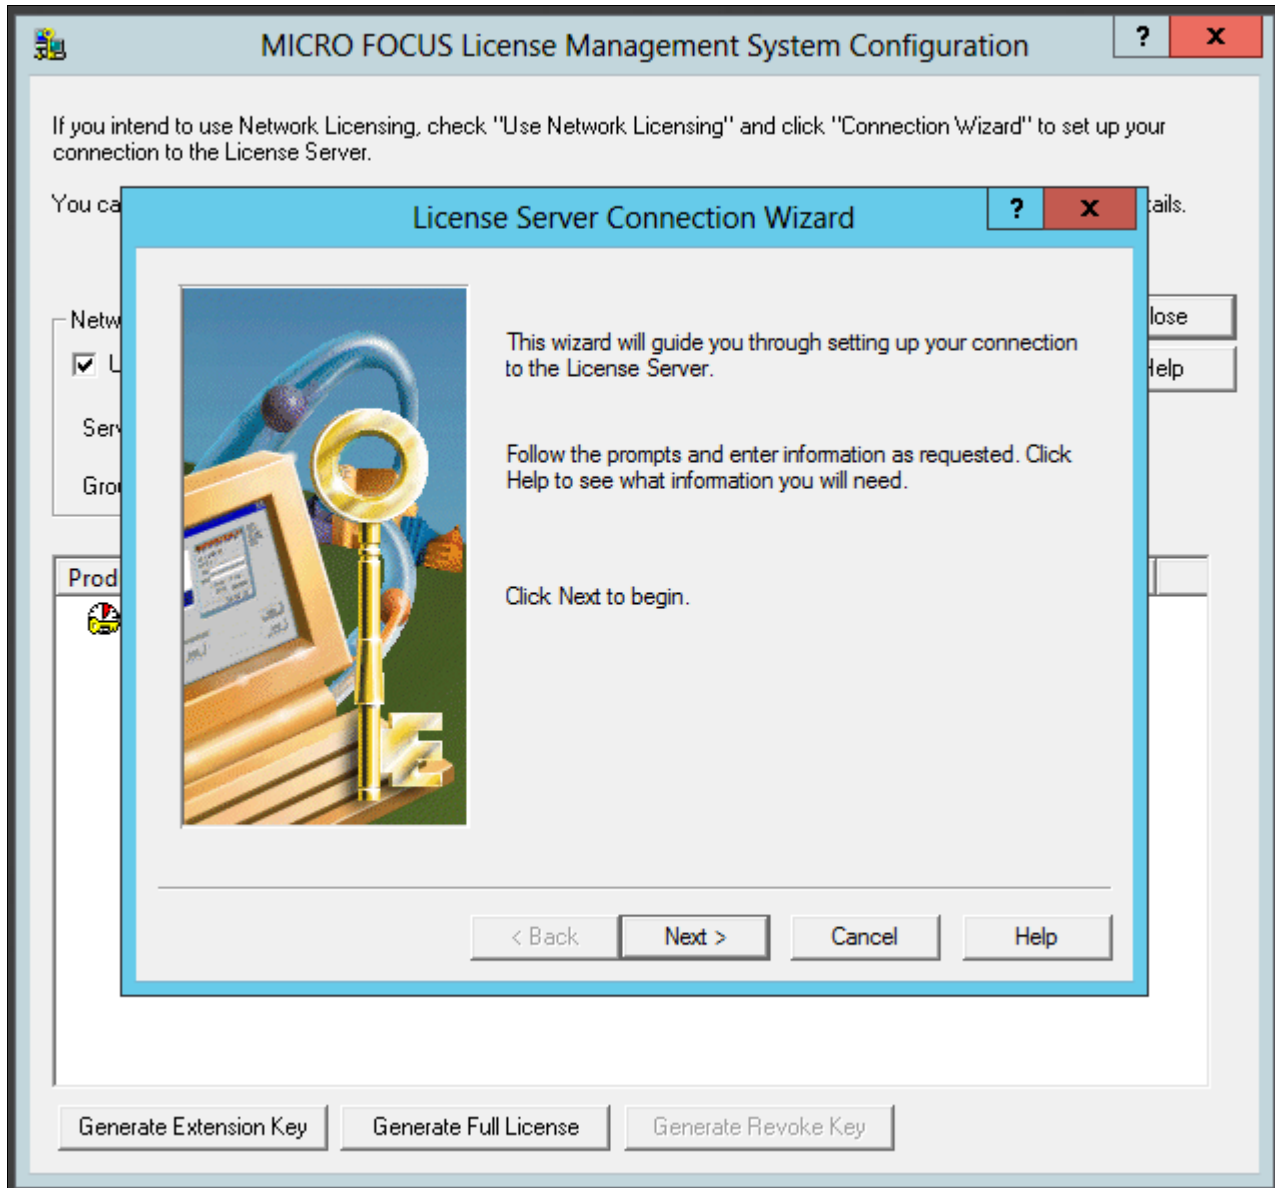 MICRO FOCUS License Management System Configuration
?
x
If you intend to use Network Licensing, check "Use Network Licensing" and click "Connection Wizard" to set up your
connection to the License Server.
You ca
tails.
License Server Connection Wizard
?
x
Netw
lose
This wizard will guide you through setting up your connection
to the License Server.
U
Help
Serv
Follow the prompts and enter information as requested. Click
Help to see what information you will need.
Grou
Prod
Click Next to begin.
< Back
Next >
Cancel
Help
Generate Extension Key
Generate Full License
Generate Revoke Key